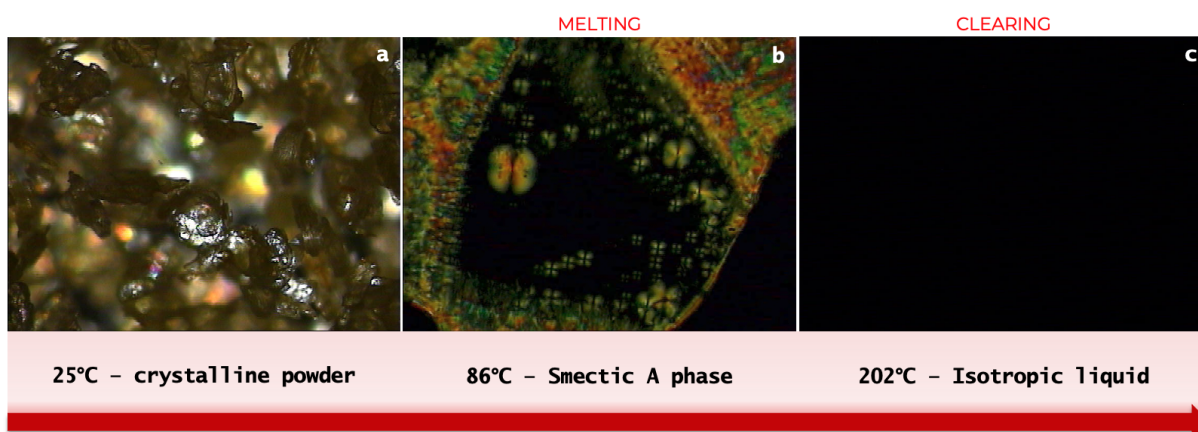 MELTING
CLEARING
a
b
c
25°C – crystalline powder
86°C – Smectic A phase
202°C – Isotropic liquid